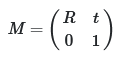 M = ( R t
0 1 )